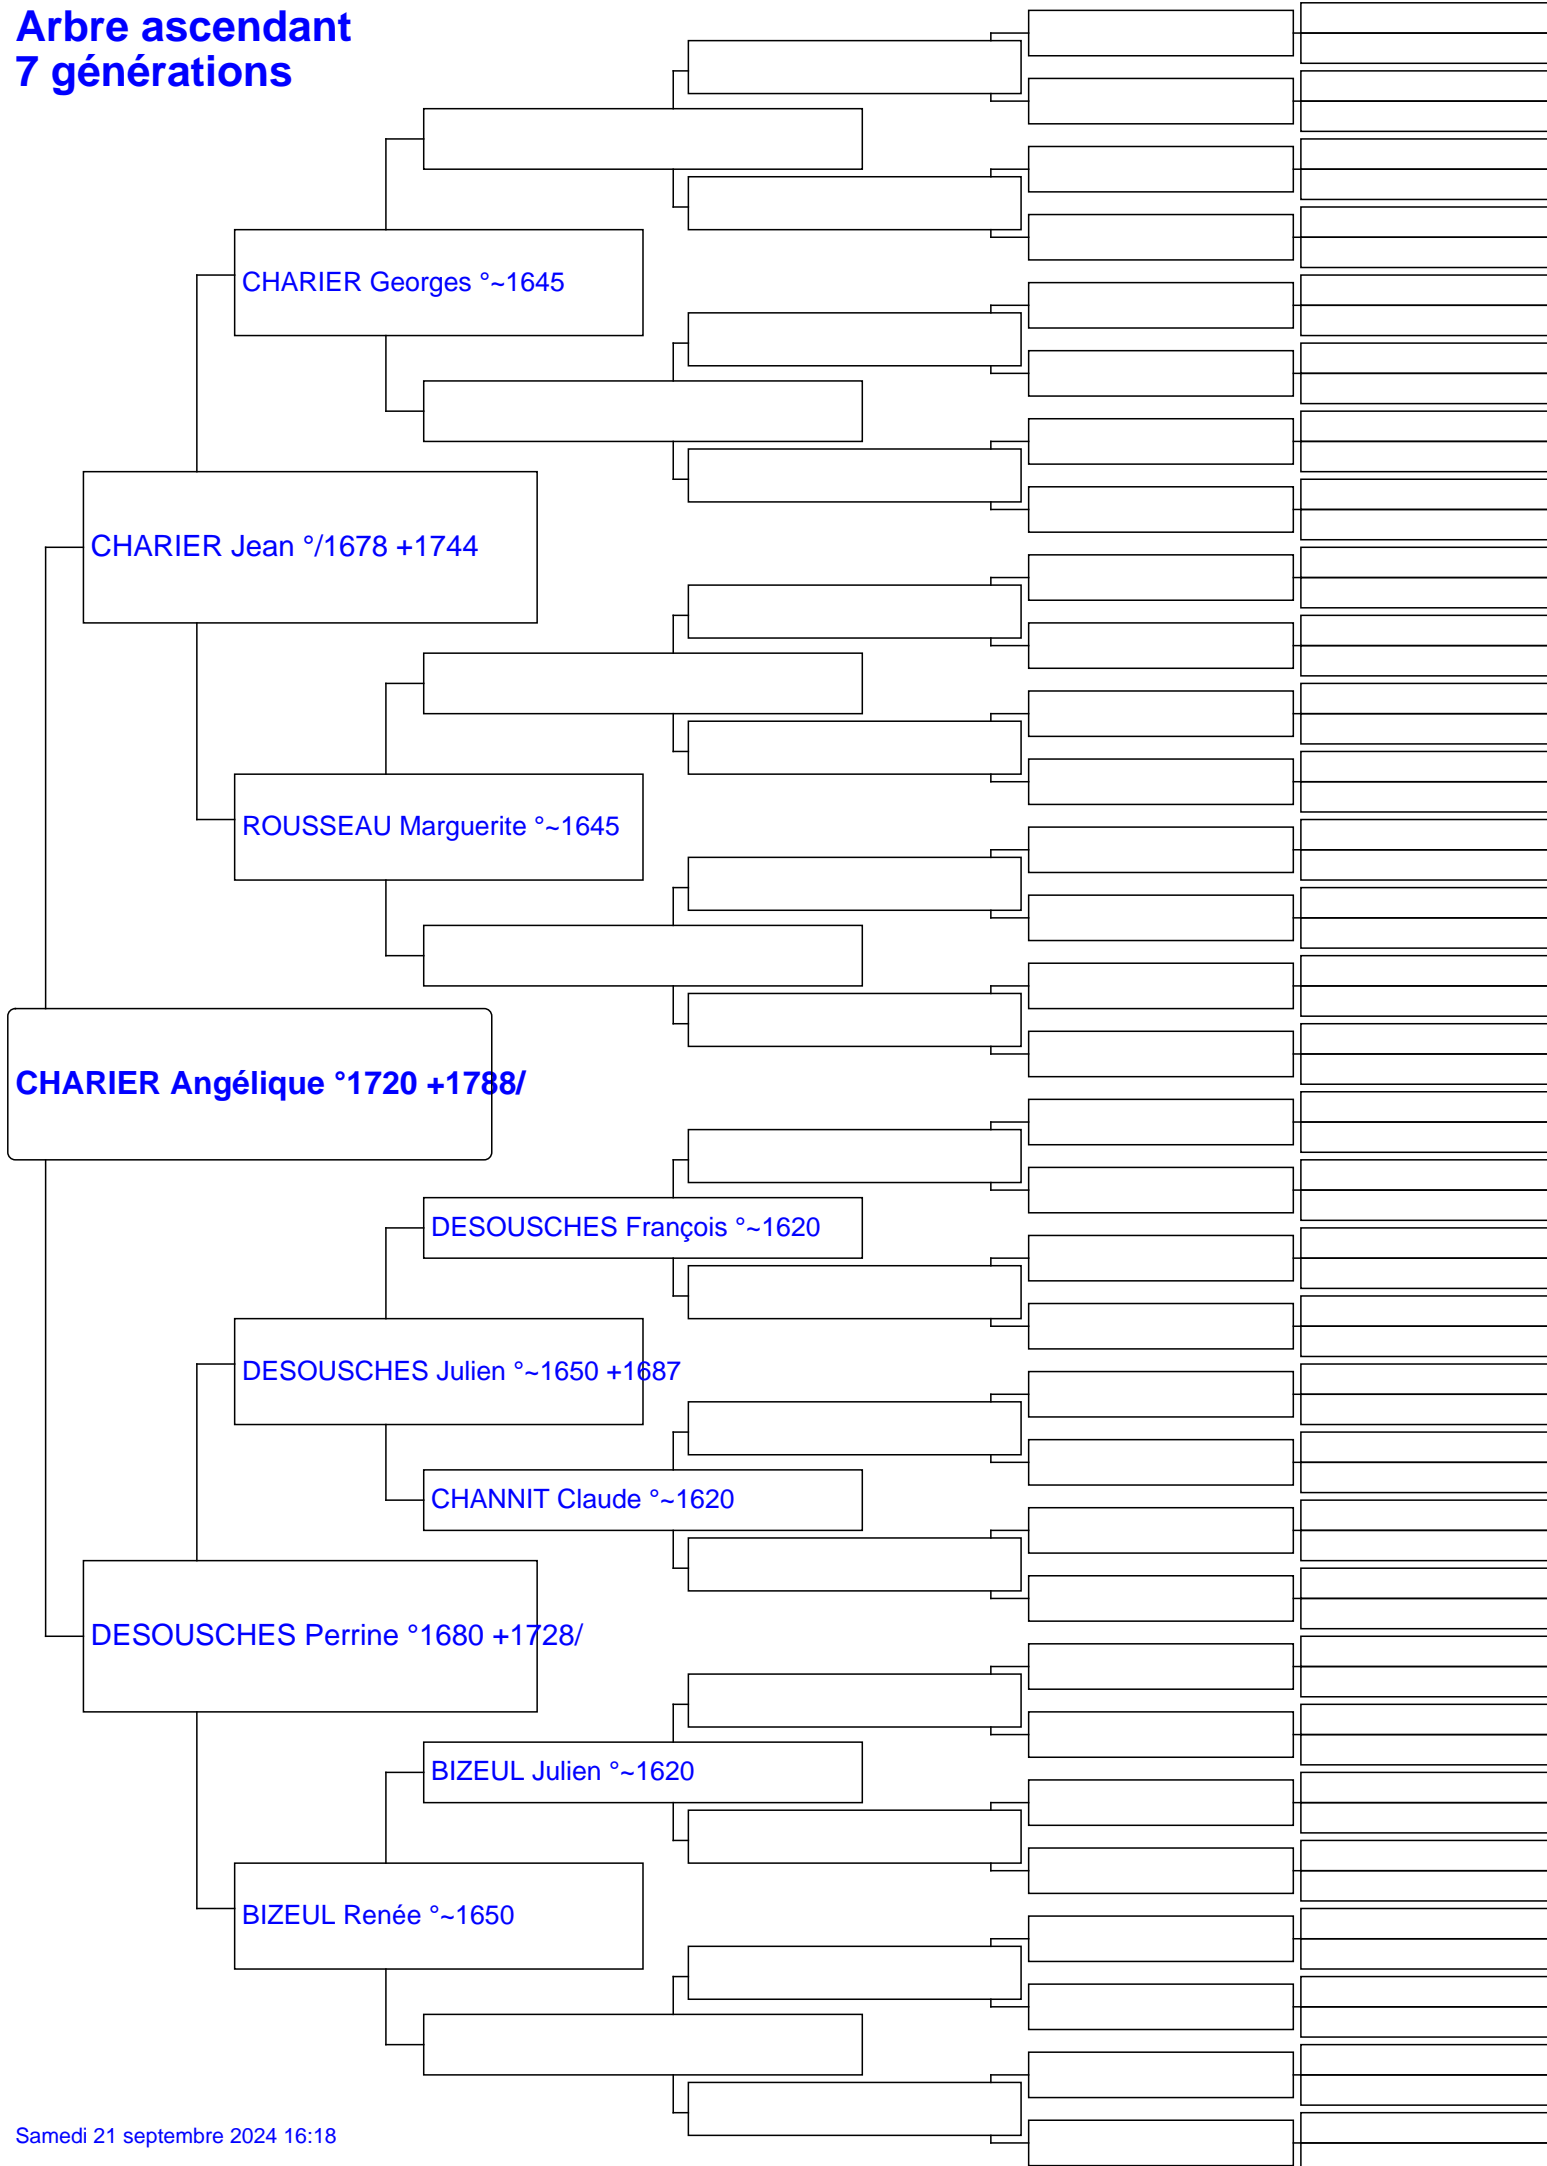 Arbre ascendant
7 générations
CHARIER Georges °~1645
CHARIER Jean °/1678 +1744
ROUSSEAU Marguerite °~1645
CHARIER Angélique °1720 +1788/
DESOUSCHES François °~1620
DESOUSCHES Julien °~1650 +1687
CHANNIT Claude °~1620
DESOUSCHES Perrine °1680 +1728/
BIZEUL Julien °~1620
BIZEUL Renée °~1650
Samedi 21 septembre 2024 16:18